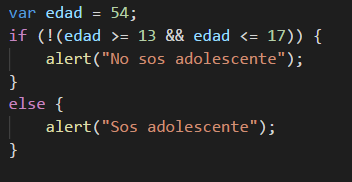 var edad = 54;
if (!(edad >= 13 && edad <= 17)) {
    alert("No sos adolescente");
}
else {
    alert("Sos adolescente");
}